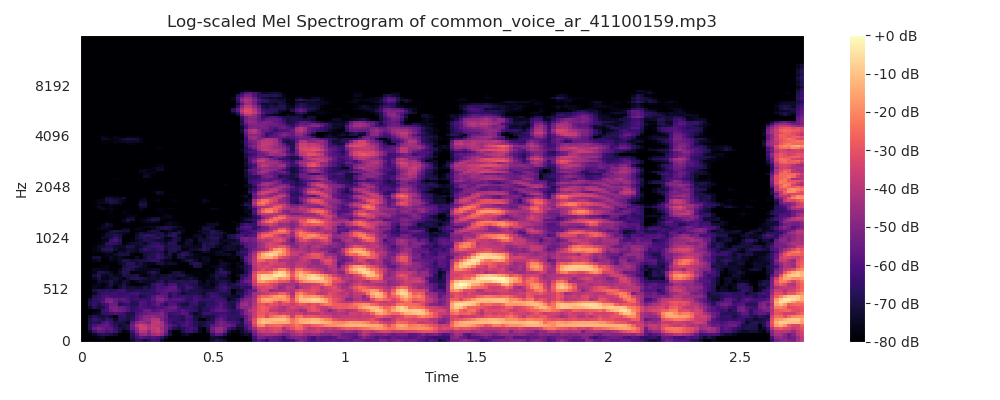 Log-scaled Mel Spectrogram of common_voice_ar_41100159.mp3
Hz
8192
4096
2048
1024
512
0
0
0.5
1
1.5
2
2.5
Time
+0 dB
-10 dB
-20 dB
-30 dB
-40 dB
-50 dB
-60 dB
-70 dB
-80 dB